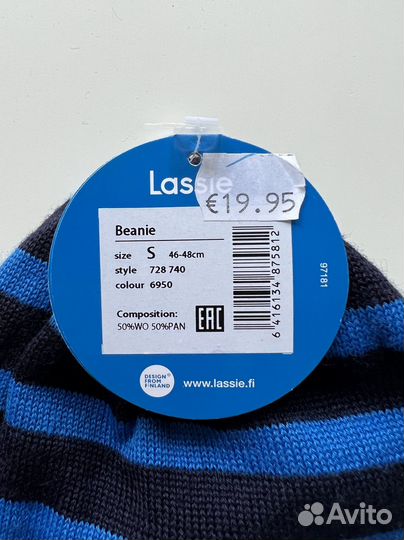 Lassie
€19.95
Beanie
size S 46-48cm
style 728 740
colour 6950
Composition:
50%WO 50%PAN
EAC
6 416134 875812
97181
DESIGN
FROM
FINLAND
www.lassie.fi
Avito